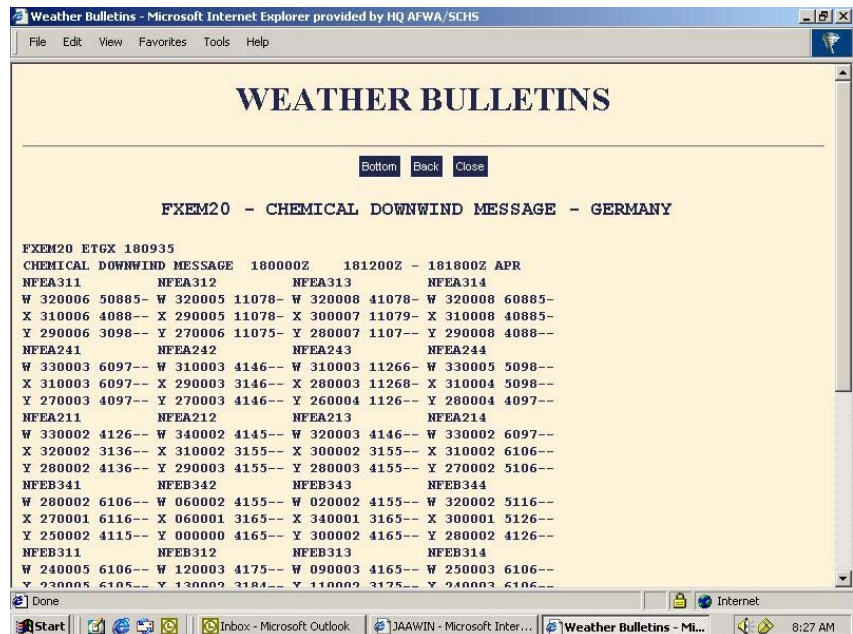 Weather Bulletins - Microsoft Internet Explorer provided by HQ AFWA/SCHS
File Edit View Favorites Tools Help
WEATHER BULLETINS
Bottom Back Close
FXEM20 - CHEMICAL DOWNWIND MESSAGE - GERMANY
FXEM20 ETGX 180935
CHEMICAL DOWNWIND MESSAGE 180000Z 181200Z - 181800Z APR
NFEA311 NFEA312 NFEA313 NFEA314
W 320006 50885- W 320005 11078- W 320008 41078- W 320008 60885-
X 310006 4088-- X 290005 11078- X 300007 11079- X 310008 40885-
Y 290006 3098-- Y 270006 11075- Y 280007 1107-- Y 290008 4088--
NFEA241 NFEA242 NFEA243 NFEA244
W 330003 6097-- W 310003 4146-- W 310003 11266- W 330005 5098--
X 310003 6097-- X 290003 3146-- X 280003 11268- X 310004 5098--
Y 270003 4097-- Y 270003 4146-- Y 260004 1126-- Y 280004 4097--
NFEA211 NFEA212 NFEA213 NFEA214
W 330002 4126-- W 340002 4145-- W 320003 4146-- W 330002 6097--
X 320002 3136-- X 310002 3155-- X 300002 3155-- X 310002 6106--
Y 280002 4136-- Y 290003 4155-- Y 280003 4155-- Y 270002 5106--
NFEB341 NFEB342 NFEB343 NFEB344
W 280002 6106-- W 060002 4155-- W 020002 4155-- W 320002 5116--
X 270001 6116-- X 060001 3165-- X 340001 3165-- X 300001 5126--
Y 250002 4115-- Y 000000 4165-- Y 300002 4165-- Y 280002 4126--
NFEB311 NFEB312 NFEB313 NFEB314
W 240005 6106-- W 120003 4175-- W 090003 4165-- W 250003 6106--
X 230005 6105-- X 130002 3184-- X 110002 3175-- X 240003 6106--
Done Internet
Start Inbox - Microsoft Outlook JAAWIN - Microsoft Inter... Weather Bulletins - Mi... 8:27 AM